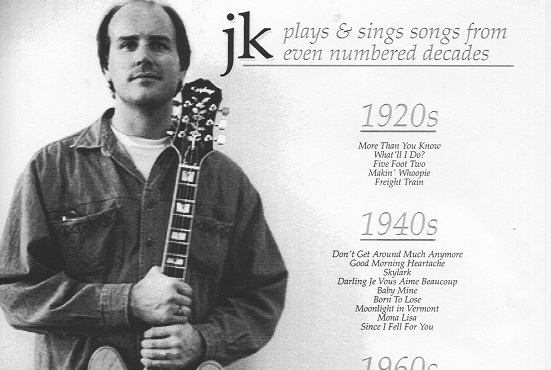 jk plays & sings songs from
even numbered decades
1920s
More Than You Know
What'll I Do?
Five Foot Two
Makin' Whoopie
Freight Train
1940s
Don't Get Around Much Anymore
Good Morning Heartache
Skylark
Darling Je Vous Aime Beaucoup
Baby Mine
Born To Lose
Moonlight in Vermont
Mona Lisa
Since I Fell For You
1960s